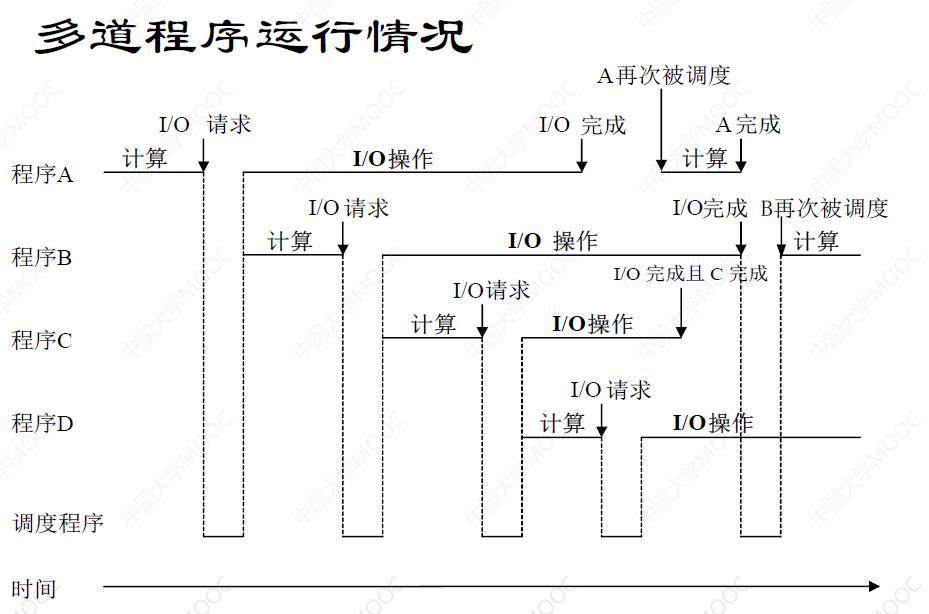 多道程序运行情况
A再次被调度
I/O 请求
I/O 完成
A完成
程序A
计算
I/O操作
计算
I/O请求
I/O完成
B再次被调度
程序B
计算
I/O 操作
计算
I/O 完成且 C 完成
I/O请求
程序C
计算
I/O操作
I/O请求
程序D
计算
I/O操作
调度程序
时间
中国大学MOOC